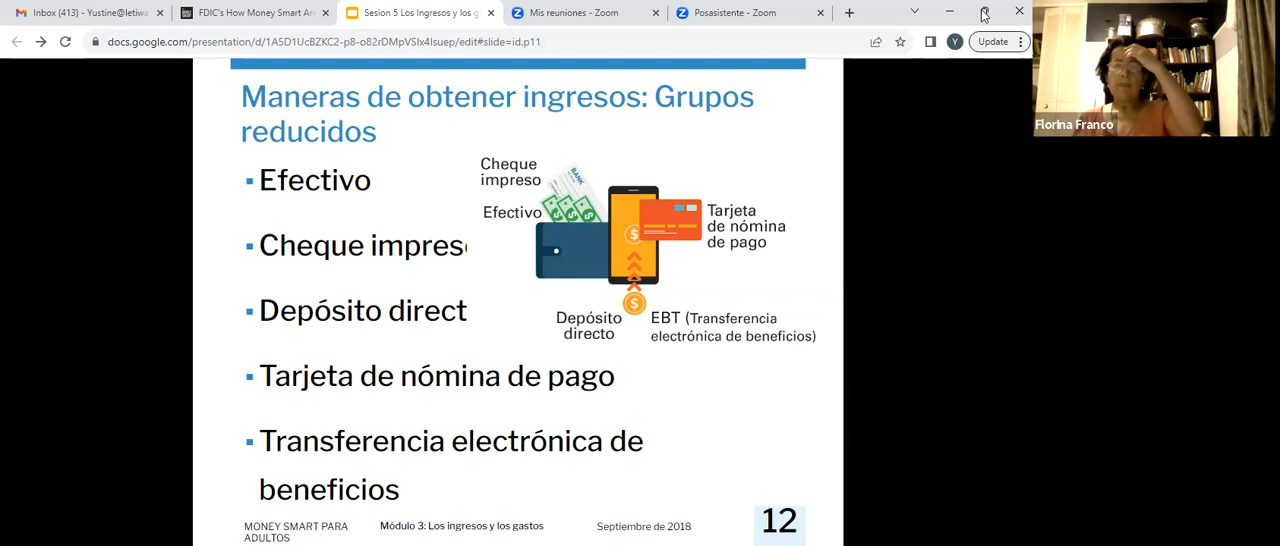 Inbox (413) - Yustine@letiwa
FDIC's How Money Smart Are
Sesion 5 Los Ingresos y los g
Mis reuniones - Zoom
Posasistente - Zoom
docs.google.com/presentation/d/1A5D1UcBZKC2-p8-o82rDMpVSlx4Isuep/edit#slide=id.p11
Y
Update
Florina Franco
Maneras de obtener ingresos: Grupos
reducidos
Efectivo
Cheque impreso
Depósito direct
Tarjeta de nómina de pago
Transferencia electrónica de
beneficios
Cheque
impreso
BANK
Efectivo
Tarjeta
de nómina
de pago
Depósito
directo
EBT (Transferencia
electrónica de beneficios)
MONEY SMART PARA
ADULTOS
Módulo 3: Los ingresos y los gastos
Septiembre de 2018
12